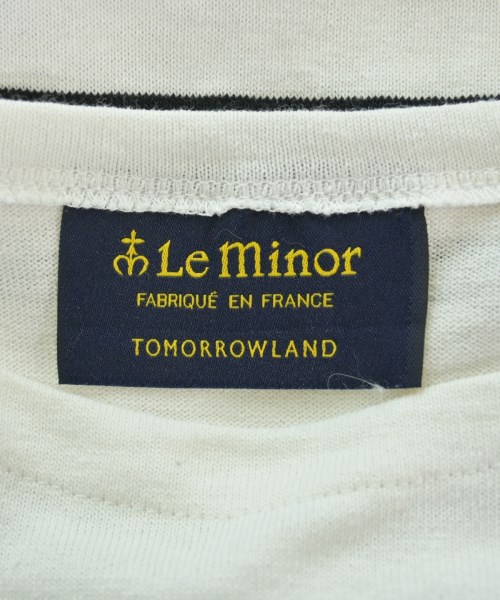 Le Minor
FABRIQUÉ EN FRANCE
TOMORROWLAND